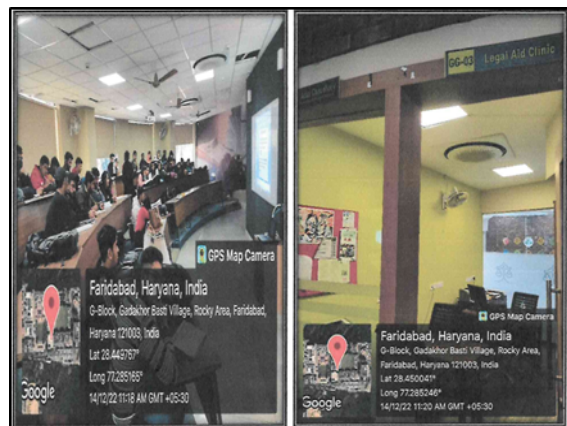 GPS Map Camera
Faridabad, Haryana, India
G-Block, Gadakhor Basti Village, Rocky Area, Faridabad,
Haryana 121003, India
Lat 28.449757°
Long 77.285165°
14/12/22 11:18 AM GMT +05:30
Google
GG-03 Legal Aid Clinic
GPS Map Camera
Faridabad, Haryana, India
G-Block, Gadakhor Basti Village, Rocky Area,
Faridabad, Haryana 121003, India
Lat 28.450041°
Long 77.285246°
14/12/22 11:20 AM GMT +05:30
Google